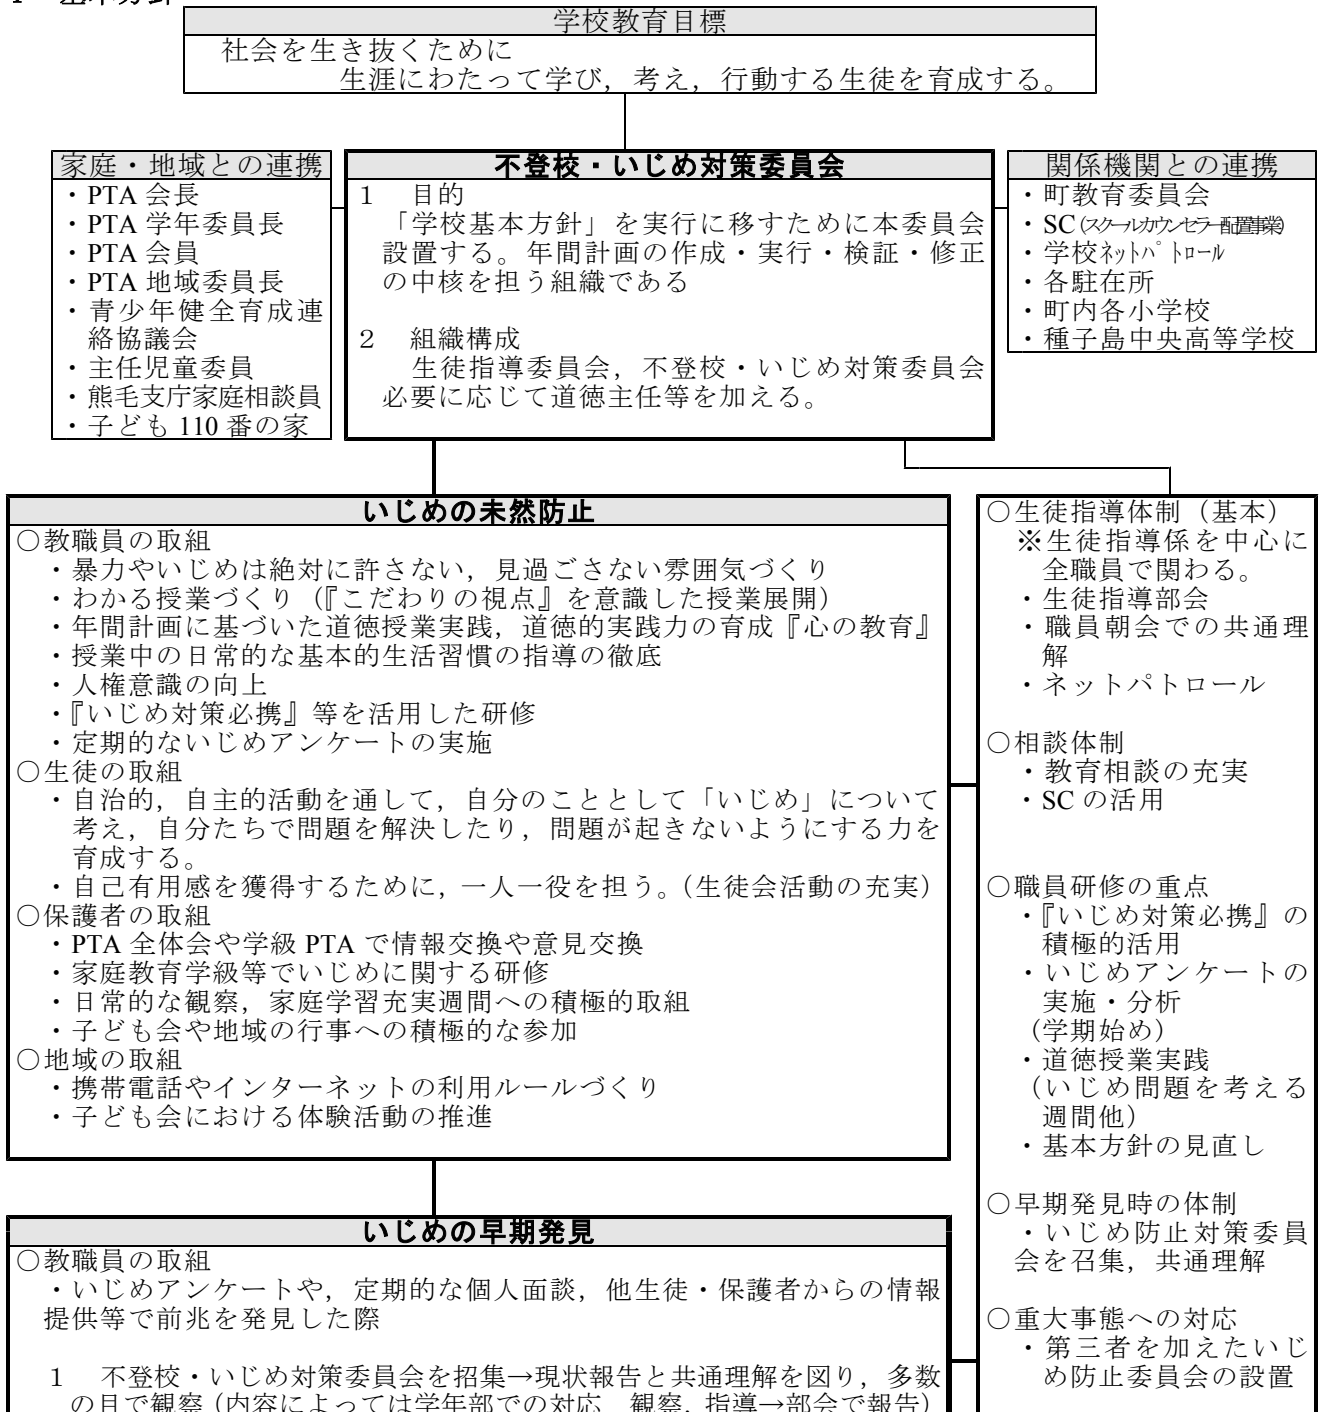 学校教育目標
社会を生き抜くために
生涯にわたって学び，考え，行動する生徒を育成する。
家庭・地域との連携
・PTA 会長
・PTA 学年委員長
・PTA 会員
・PTA 地域委員長
・青少年健全育成連
絡協議会
・主任児童委員
・熊毛支庁家庭相談員
・子ども 110 番の家
不登校・いじめ対策委員会
１　目的
「学校基本方針」を実行に移すために本委員会
設置する。年間計画の作成・実行・検証・修正
の中核を担う組織である
２　組織構成
生徒指導委員会，不登校・いじめ対策委員会
必要に応じて道徳主任等を加える。
関係機関との連携
・町教育委員会
・SC(スクールカウンセラー配置事業)
・学校ﾈｯﾄﾊﾟﾄﾛｰﾙ
・各駐在所
・町内各小学校
・種子島中央高等学校
いじめの未然防止
○教職員の取組
・暴力やいじめは絶対に許さない，見過ごさない雰囲気づくり
・わかる授業づくり（『こだわりの視点』を意識した授業展開）
・年間計画に基づいた道徳授業実践，道徳的実践力の育成『心の教育』
・授業中の日常的な基本的生活習慣の指導の徹底
・人権意識の向上
・『いじめ対策必携』等を活用した研修
・定期的ないじめアンケートの実施
○生徒の取組
・自治的，自主的活動を通して，自分のこととして「いじめ」について
考え，自分たちで問題を解決したり，問題が起きないようにする力を
育成する。
・自己有用感を獲得するために，一人一役を担う。（生徒会活動の充実）
○保護者の取組
・PTA 全体会や学級 PTA で情報交換や意見交換
・家庭教育学級等でいじめに関する研修
・日常的な観察，家庭学習充実週間への積極的取組
・子ども会や地域の行事への積極的な参加
○地域の取組
・携帯電話やインターネットの利用ルールづくり
・子ども会における体験活動の推進
いじめの早期発見
○教職員の取組
・いじめアンケートや，定期的な個人面談，他生徒・保護者からの情報
提供等で前兆を発見した際
１　不登校・いじめ対策委員会を招集→現状報告と共通理解を図り，多数
の目で観察（内容によっては学年部での対応　観察，指導→部会で報告）
○生徒指導体制（基本）
※生徒指導係を中心に
全職員で関わる。
・生徒指導部会
・職員朝会での共通理
解
・ネットパトロール
○相談体制
・教育相談の充実
・SC の活用
○職員研修の重点
・『いじめ対策必携』の
積極的活用
・いじめアンケートの
実施・分析
（学期始め）
・道徳授業実践
（いじめ問題を考える
週間他）
・基本方針の見直し
○早期発見時の体制
・いじめ防止対策委員
会を召集，共通理解
○重大事態への対応
・第三者を加えたいじ
め防止委員会の設置